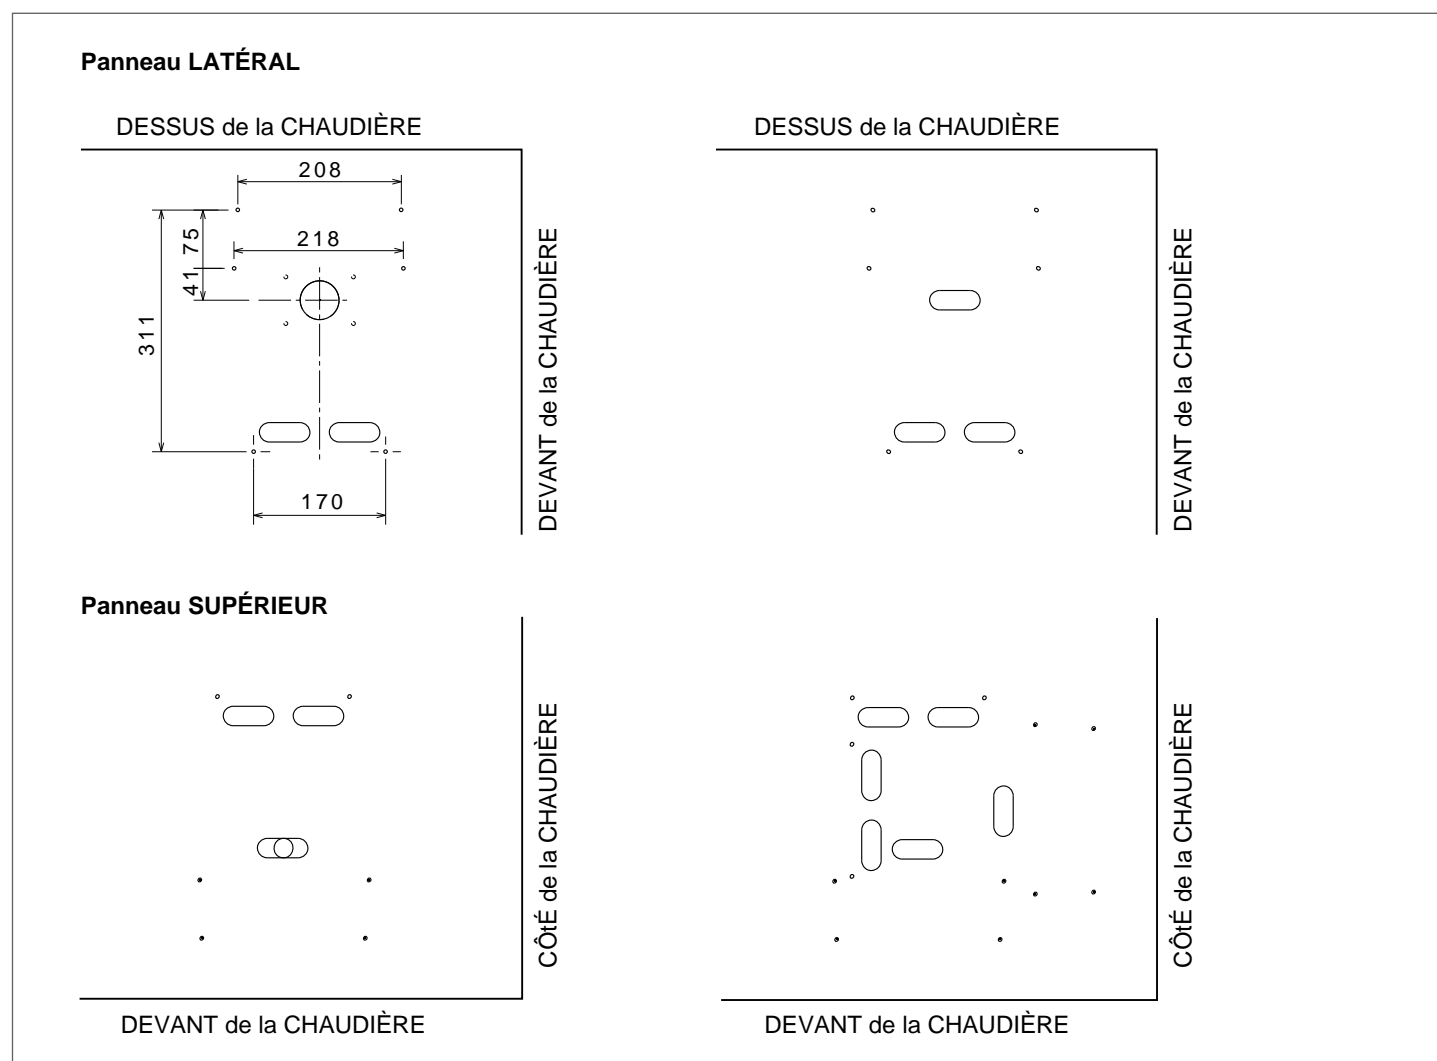 Panneau LATÉRAL
DESSUS de la CHAUDIÈRE
DESSUS de la CHAUDIÈRE
208
75
218
41
311
170
DEVANT de la CHAUDIÈRE
DEVANT de la CHAUDIÈRE
Panneau SUPÉRIEUR
CÔtÉ de la CHAUDIÈRE
CÔtÉ de la CHAUDIÈRE
DEVANT de la CHAUDIÈRE
DEVANT de la CHAUDIÈRE